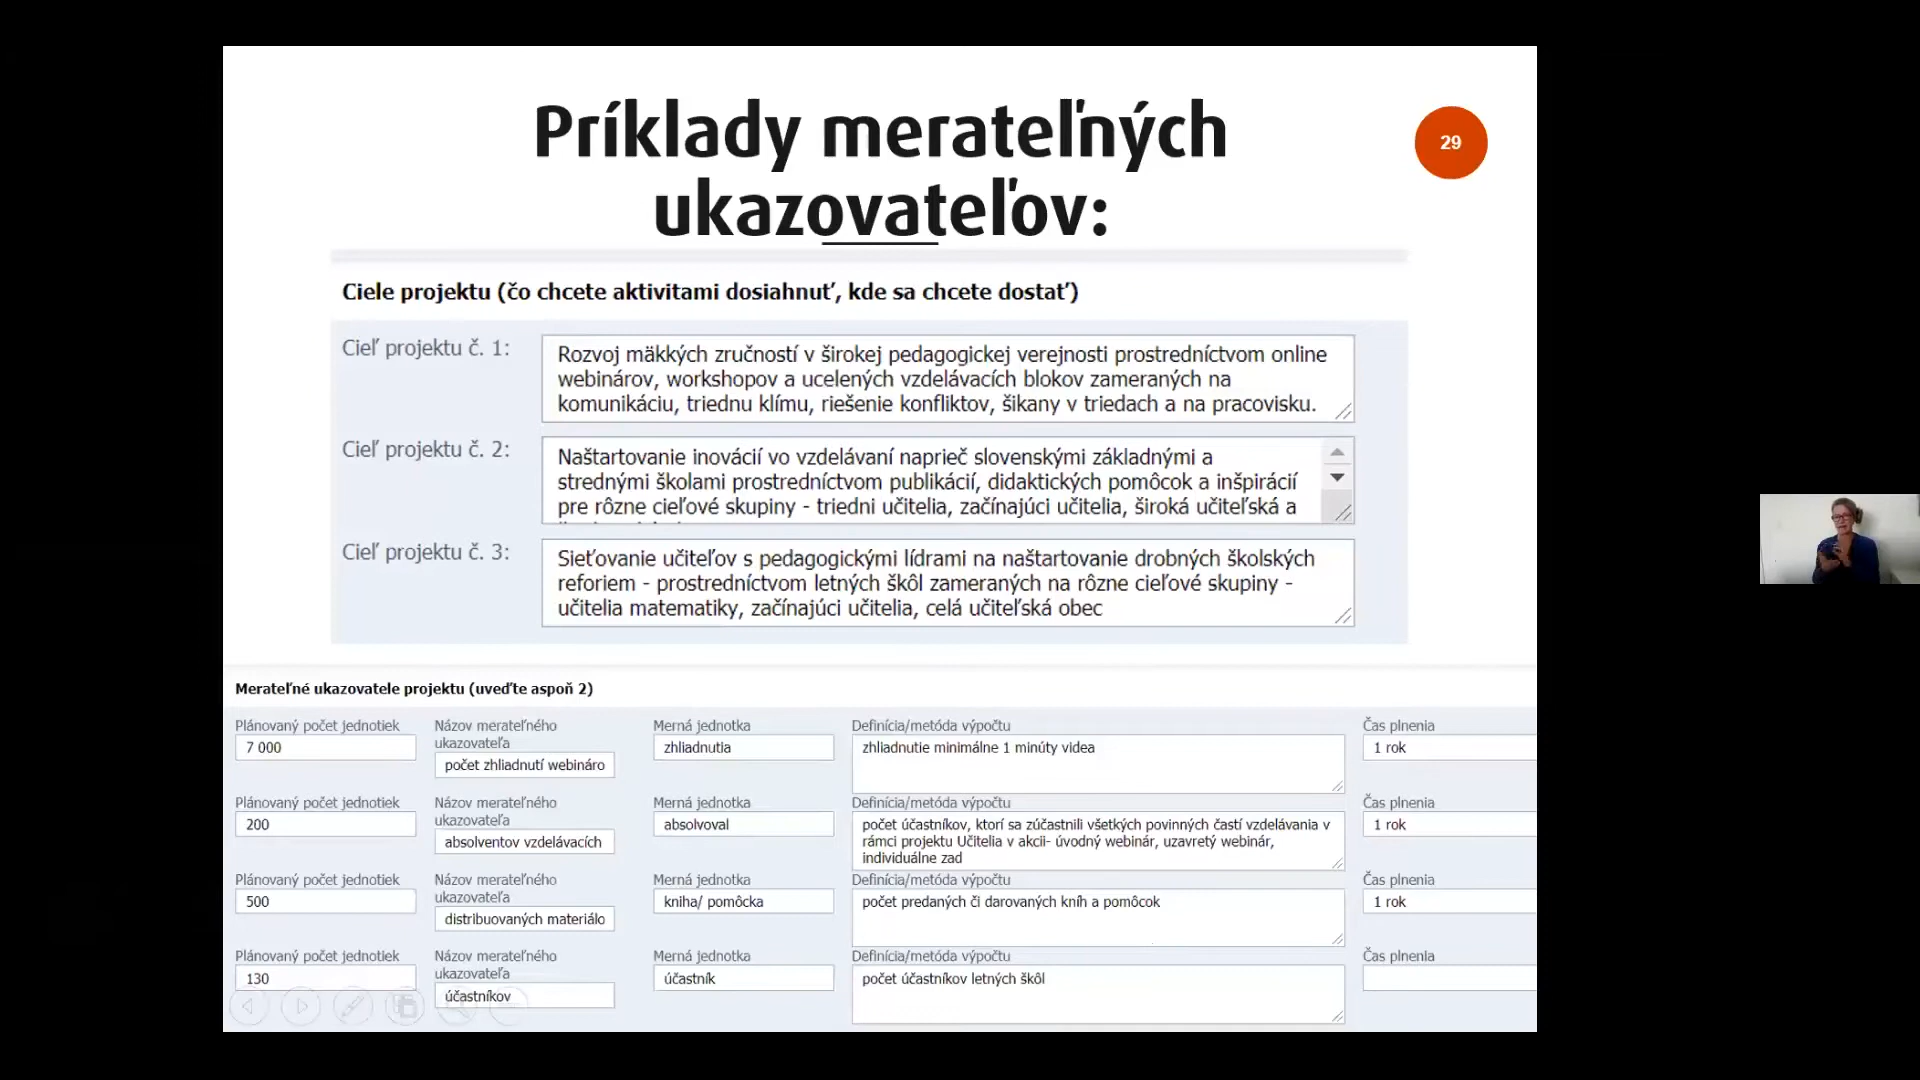 Príklady merateľných
ukazovateľov:
29
Ciele projektu (čo chcete aktivitami dosiahnuť, kde sa chcete dostať)
Cieľ projektu č. 1:
Rozvoj mäkkých zručností v širokej pedagogickej verejnosti prostredníctvom online
webinárov, workshopov a ucelených vzdelávacích blokov zameraných na
komunikáciu, triednu klímu, riešenie konfliktov, šikany v triedach a na pracovisku.
Cieľ projektu č. 2:
Naštartovanie inovácií vo vzdelávaní naprieč slovenskými základnými a
strednými školami prostredníctvom publikácií, didaktických pomôcok a inšpirácií
pre rôzne cieľové skupiny - triedni učitelia, začínajúci učitelia, široká učiteľská a
Cieľ projektu č. 3:
Sieťovanie učiteľov s pedagogickými lídrami na naštartovanie drobných školských
reforiem - prostredníctvom letných škôl zameraných na rôzne cieľové skupiny -
učitelia matematiky, začínajúci učitelia, celá učiteľská obec
Merateľné ukazovatele projektu (uveďte aspoň 2)
Plánovaný počet jednotiek
7 000
Názov merateľného
ukazovateľa
počet zhliadnutí webináro
Merná jednotka
zhliadnutia
Definícia/metóda výpočtu
zhliadnutie minimálne 1 minúty videa
Čas plnenia
1 rok
Plánovaný počet jednotiek
200
Názov merateľného
ukazovateľa
absolventov vzdelávacích
Merná jednotka
absolvoval
Definícia/metóda výpočtu
počet účastníkov, ktorí sa zúčastnili všetkých povinných častí vzdelávania v
rámci projektu Učitelia v akcii- úvodný webinár, uzavretý webinár,
individuálne zad
Čas plnenia
1 rok
Plánovaný počet jednotiek
500
Názov merateľného
ukazovateľa
distribuovaných materiálo
Merná jednotka
kniha/ pomôcka
Definícia/metóda výpočtu
počet predaných či darovaných kníh a pomôcok
Čas plnenia
1 rok
Plánovaný počet jednotiek
130
Názov merateľného
ukazovateľa
účastníkov
Merná jednotka
účastník
Definícia/metóda výpočtu
počet účastníkov letných škôl
Čas plnenia